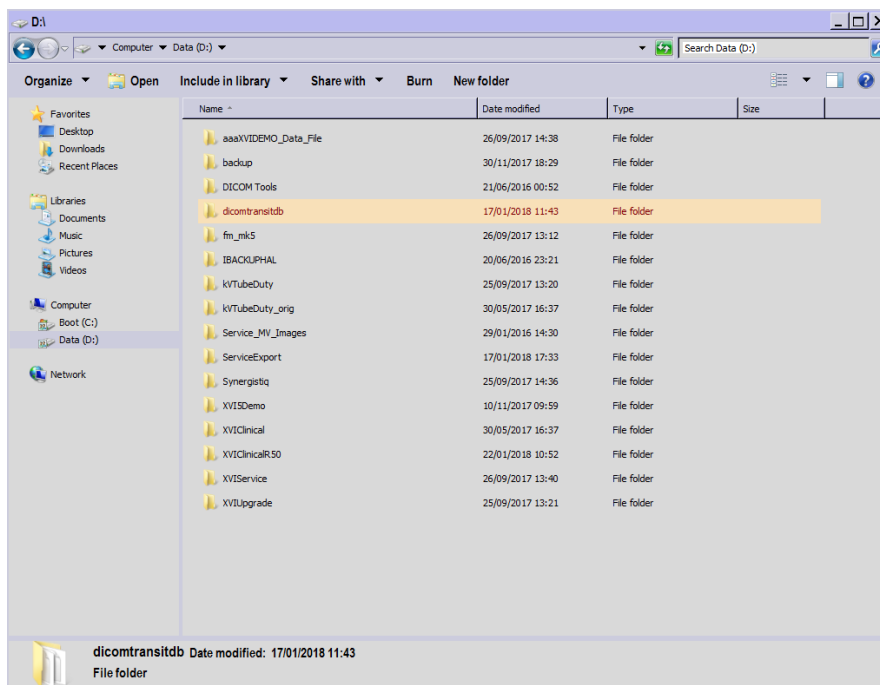 D:\
Computer Data (D:) Search Data (D:)
Organize Open Include in library Share with Burn New folder
Favorites
Desktop
Downloads
Recent Places
Libraries
Documents
Music
Pictures
Videos
Computer
Boot (C:)
Data (D:)
Network
Name Date modified Type Size
aaaXVIDEMO_Data_File 26/09/2017 14:38 File folder
backup 30/11/2017 18:29 File folder
DICOM Tools 21/06/2016 00:52 File folder
dicomtransitdb 17/01/2018 11:43 File folder
fm_mk5 26/09/2017 13:12 File folder
IBACKUPHAL 20/06/2016 23:21 File folder
kVTubeDuty 25/09/2017 13:20 File folder
kVTubeDuty_orig 30/05/2017 16:37 File folder
Service_MV_Images 29/01/2016 14:30 File folder
ServiceExport 17/01/2018 17:33 File folder
Synergistiq 25/09/2017 14:36 File folder
XVI5Demo 10/11/2017 09:59 File folder
XVIClinical 30/05/2017 16:37 File folder
XVIClinicalR50 22/01/2018 10:52 File folder
XVIService 26/09/2017 13:40 File folder
XVIUpgrade 25/09/2017 13:21 File folder
dicomtransitdb Date modified: 17/01/2018 11:43
File folder